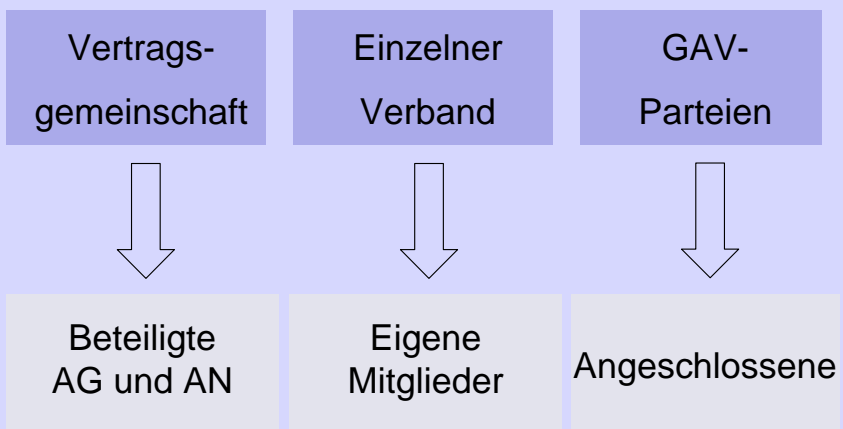 Vertrags-
gemeinschaft
Einzelner
Verband
GAV-
Parteien
Beteiligte
AG und AN
Eigene
Mitglieder
Angeschlossene